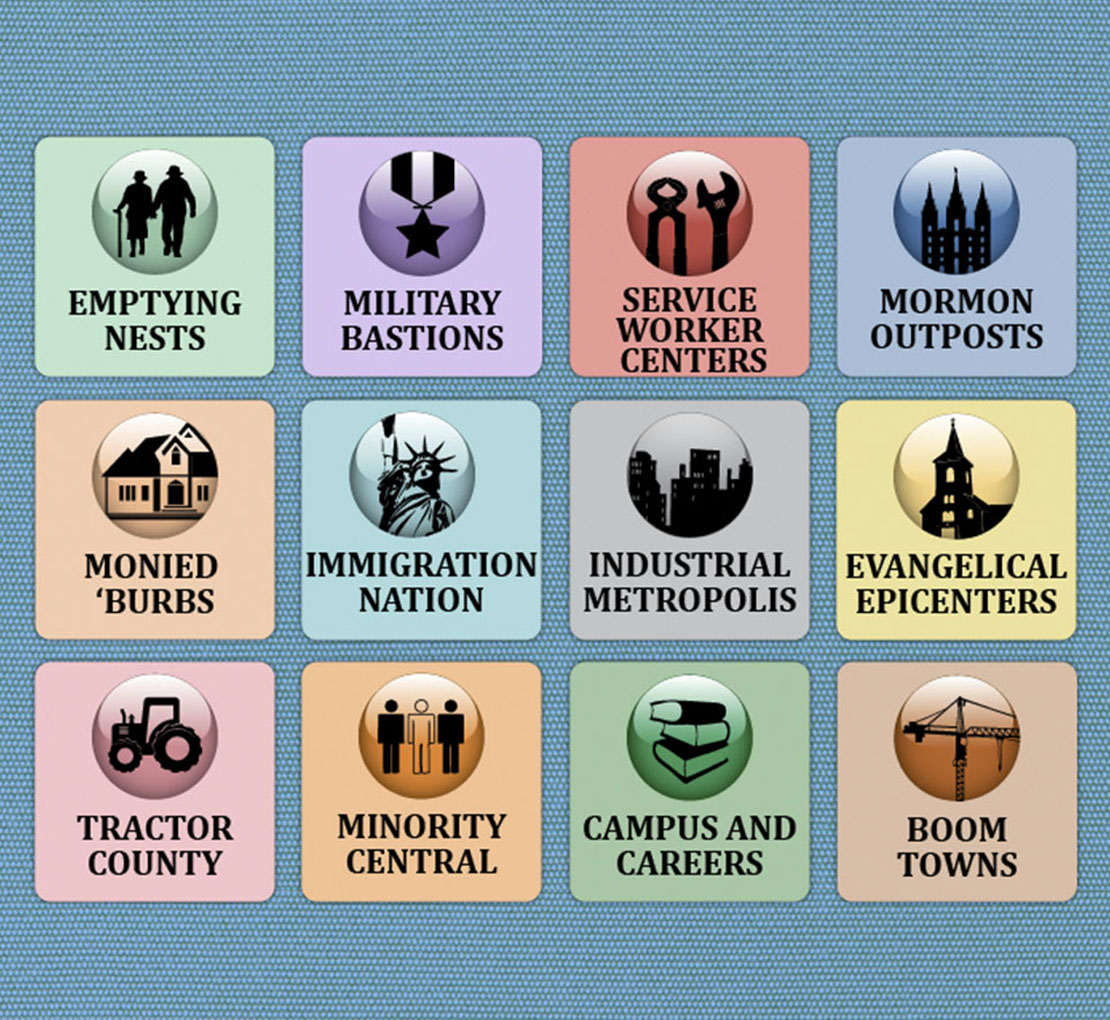 EMPTYING
NESTS
MILITARY
BASTIONS
SERVICE
WORKER
CENTERS
MORMON
OUTPOSTS
MONIED
‘BURBS
IMMIGRATION
NATION
INDUSTRIAL
METROPOLIS
EVANGELICAL
EPICENTERS
TRACTOR
COUNTY
MINORITY
CENTRAL
CAMPUS AND
CAREERS
BOOM
TOWNS